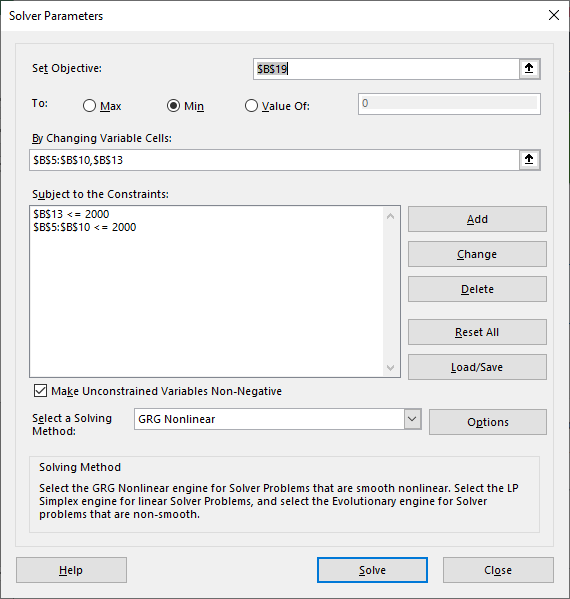 Solver Parameters
Set Objective:
$B$19
To:
Max
Min
Value Of:
0
By Changing Variable Cells:
$B$5:$B$10,$B$13
Subject to the Constraints:
$B$13 <= 2000
$B$5:$B$10 <= 2000
Add
Change
Delete
Reset All
Load/Save
Make Unconstrained Variables Non-Negative
Select a Solving
Method:
GRG Nonlinear
Options
Solving Method
Select the GRG Nonlinear engine for Solver Problems that are smooth nonlinear. Select the LP
Simplex engine for linear Solver Problems, and select the Evolutionary engine for Solver
problems that are non-smooth.
Help
Solve
Close